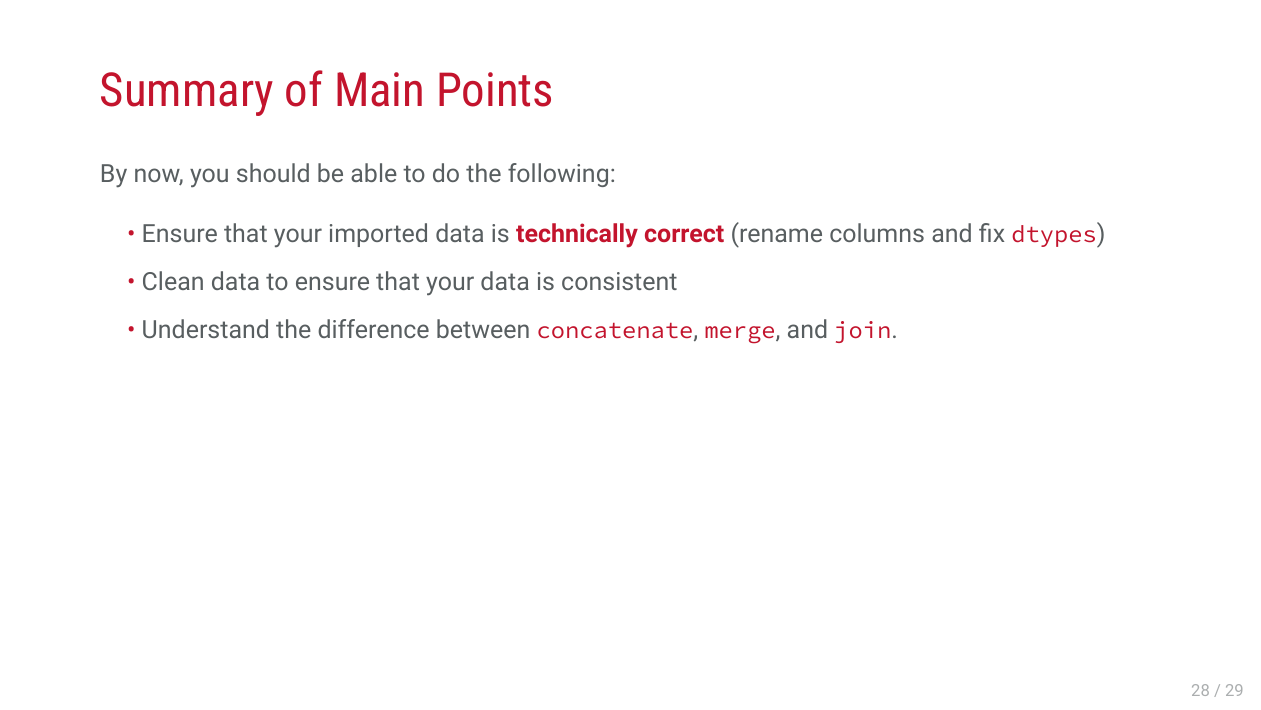 Summary of Main Points
By now, you should be able to do the following:
• Ensure that your imported data is technically correct (rename columns and fix dtypes)
• Clean data to ensure that your data is consistent
• Understand the difference between concatenate, merge, and join.
28 / 29